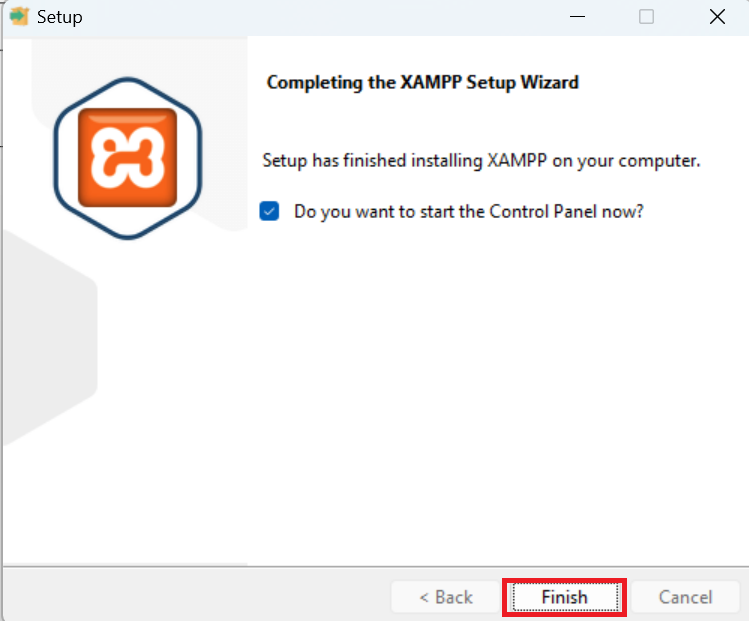 Setup
Completing the XAMPP Setup Wizard
Setup has finished installing XAMPP on your computer.
Do you want to start the Control Panel now?
< Back
Finish
Cancel